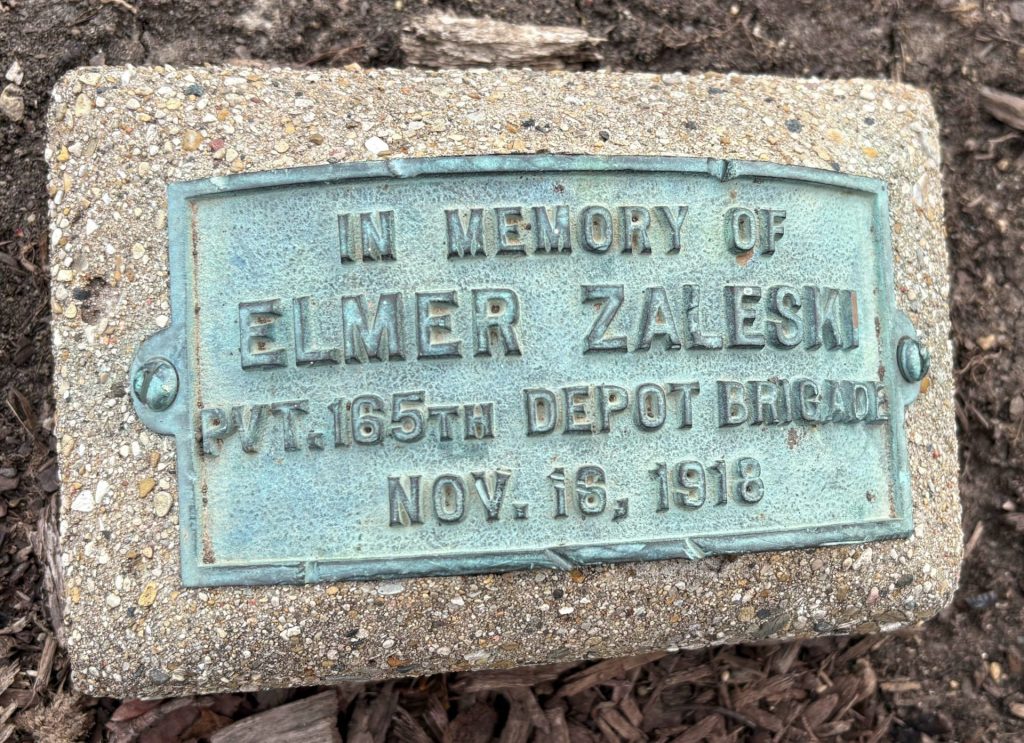 IN MEMORY OF
ELMER ZALESKI
PVT. 165TH DEPOT BRIGADE
NOV. 16, 1918